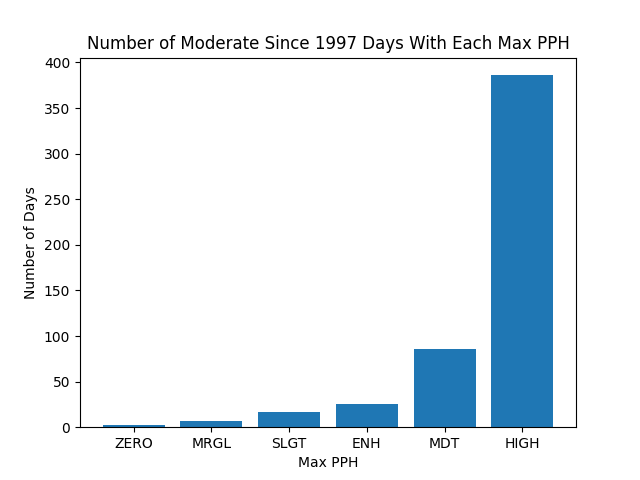 Number of Moderate Since 1997 Days With Each Max PPH
400
350
300
250
200
150
100
50
0
Number of Days
ZERO MRGL SLGT ENH MDT HIGH
Max PPH